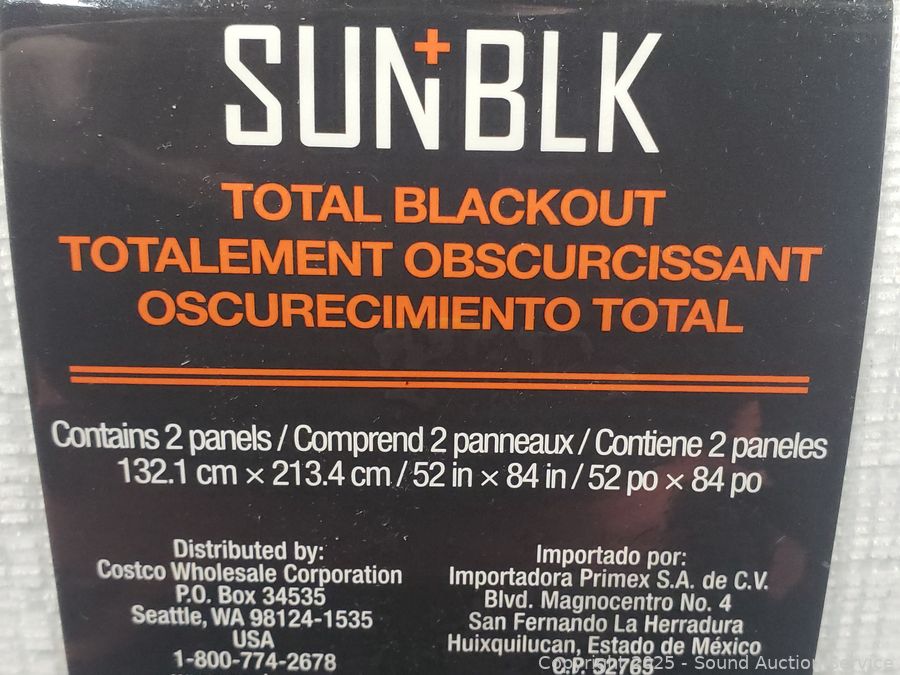 SUN+BLK
TOTAL BLACKOUT
TOTALEMENT OBSCURCISSANT
OSCURECIMIENTO TOTAL
Contains 2 panels / Comprend 2 panneaux / Contiene 2 paneles
132.1 cm × 213.4 cm / 52 in × 84 in / 52 po × 84 po
Distributed by:
Costco Wholesale Corporation
P.O. Box 34535
Seattle, WA 98124-1535
USA
1-800-774-2678
Importado por:
Importadora Primex S.A. de C.V.
Blvd. Magnocentro No. 4
San Fernando La Herradura
Huixquilucan, Estado de México
C.P. 52765
Copyright 2025 - Sound Auction Service